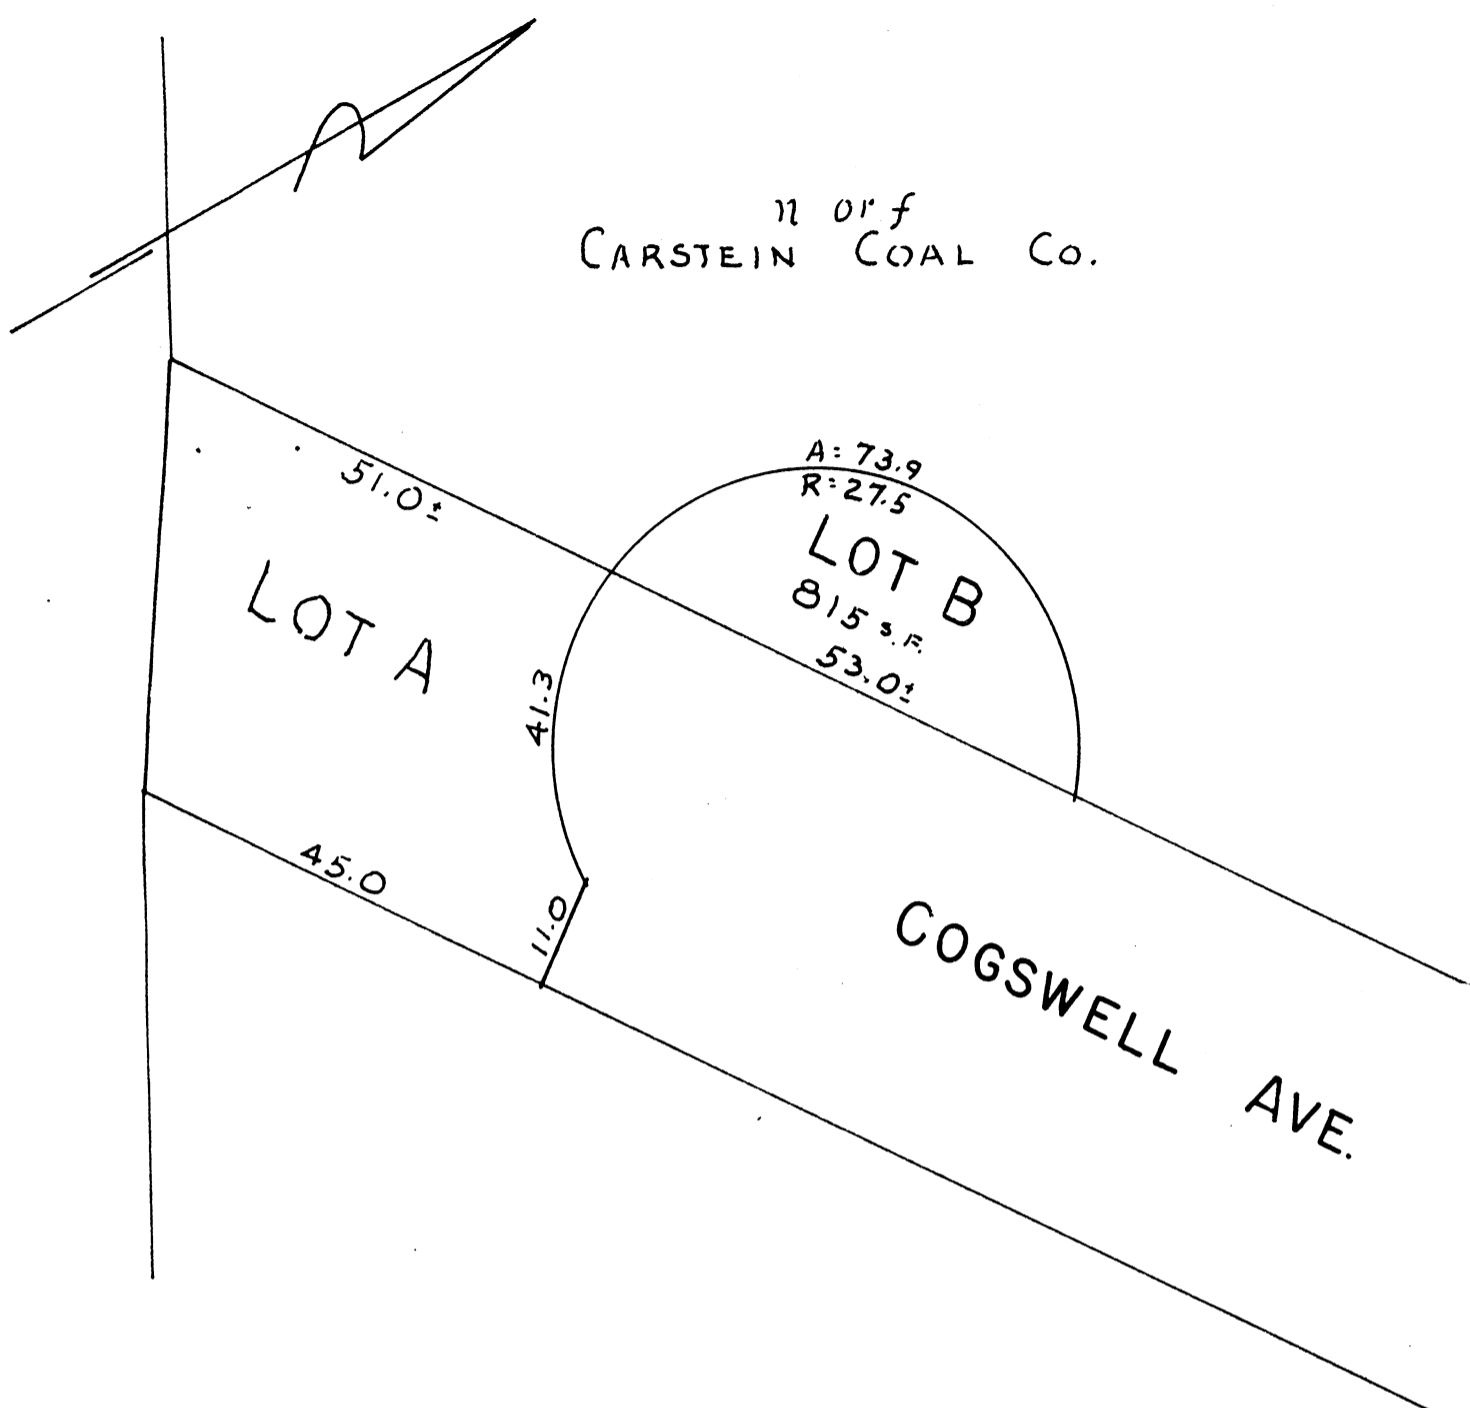 n or f
CARSTEIN COAL CO.
A = 73.9
R = 27.5
51.0±
LOT B
815 S.F.
53.0±
LOT A
41.3
45.0
11.0
COGSWELL AVE.